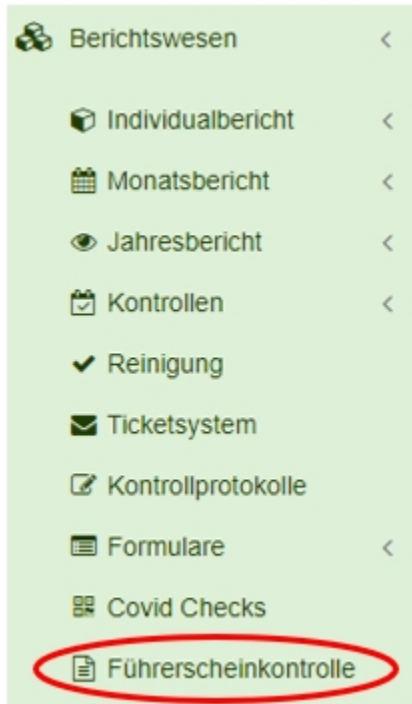 Berichtswesen
Individualbericht
Monatsbericht
Jahresbericht
Kontrollen
Reinigung
Ticketsystem
Kontrollprotokolle
Formulare
Covid Checks
Führerscheinkontrolle